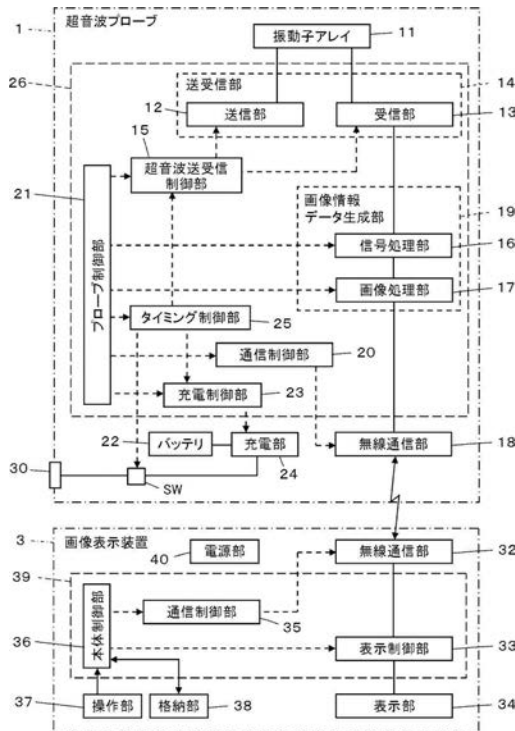 1
超音波プローブ
振動子アレイ
11
26
送受信部
14
12
送信部
受信部
13
15
超音波送受信
制御部
21
プローブ制御部
画像情報
データ生成部
19
信号処理部
16
画像処理部
17
タイミング制御部
25
通信制御部
20
充電制御部
23
22
バッテリ
充電部
24
無線通信部
18
30
SW
3
画像表示装置
電源部
40
無線通信部
32
39
通信制御部
35
36
本体制御部
表示制御部
33
37
操作部
格納部
38
表示部
34